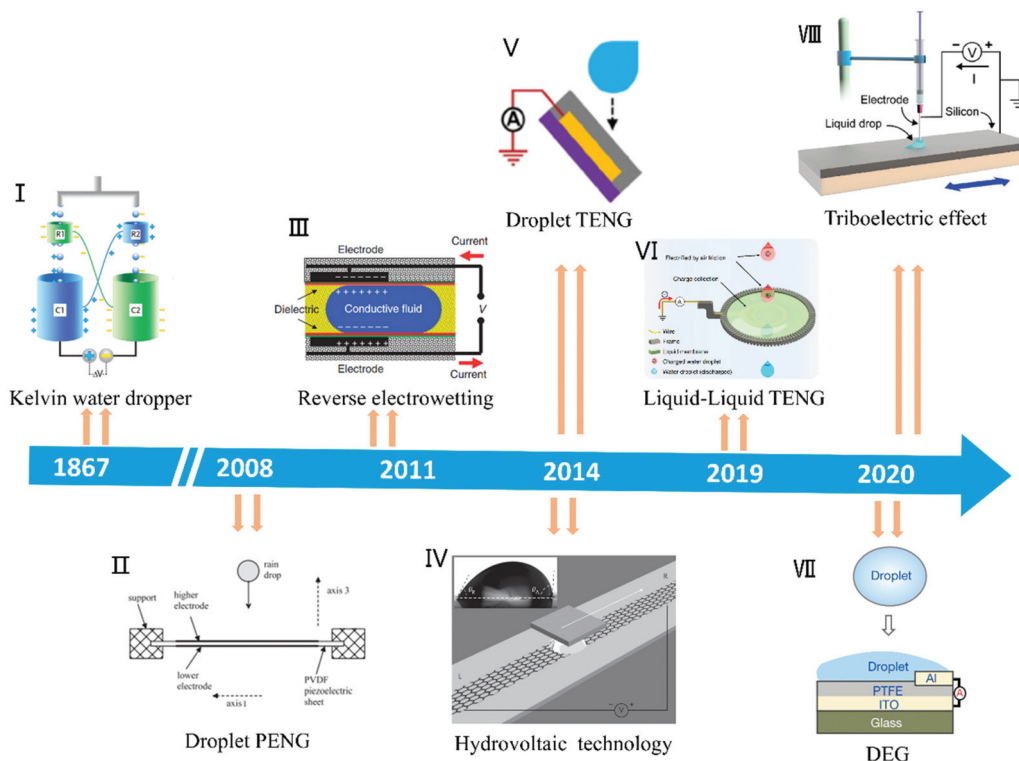 I
R1
R2
C1
C2
ΔV
Kelvin water dropper
III
Electrode
Current
Dielectric
Conductive fluid
V
Electrode
Current
Reverse electrowetting
V
A
Droplet TENG
VI
Electrified by air friction
Charge collection
A
Wire
Frame
Liquid membrane
Charged water droplet
Water droplet (discharged)
Liquid-Liquid TENG
VIII
V
I
Electrode
Silicon
Liquid drop
Triboelectric effect
1867
2008
2011
2014
2019
2020
II
rain
drop
axis 3
support
higher
electrode
lower
electrode
PVDF
piezoelectric
sheet
axis 1
Droplet PENG
IV
R
L
V
Hydrovoltaic technology
VII
Droplet
Droplet
Al
PTFE
A
ITO
Glass
DEG